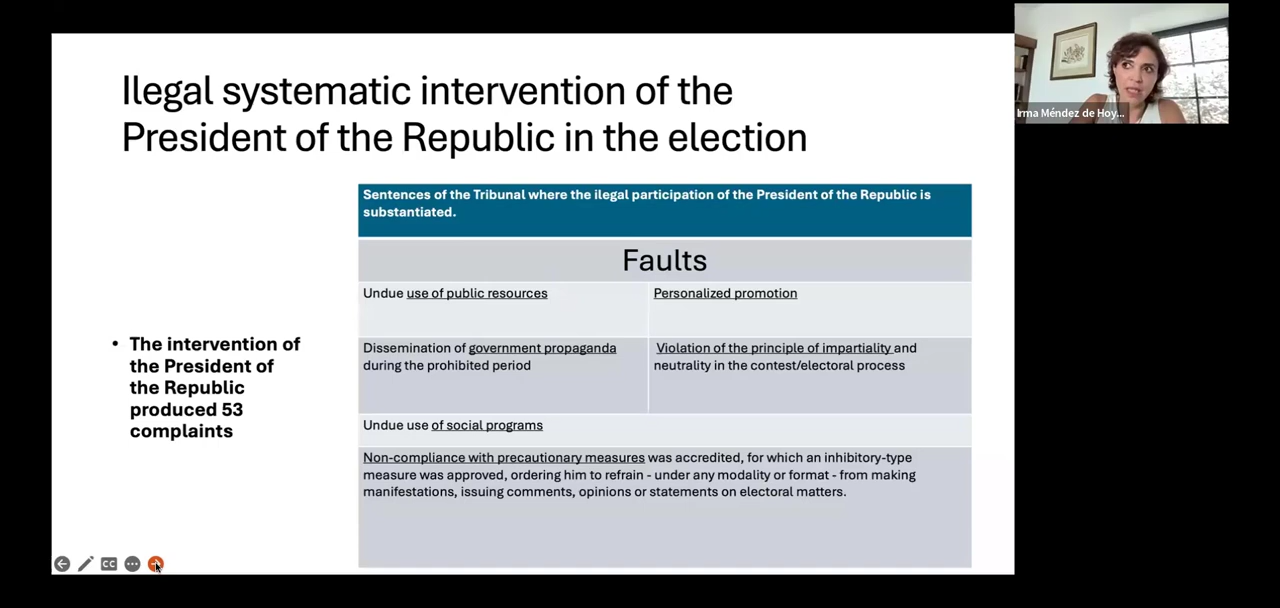 Ilegal systematic intervention of the
President of the Republic in the election
• The intervention of
the President of
the Republic
produced 53
complaints
Sentences of the Tribunal where the ilegal participation of the President of the Republic is
substantiated.
Faults
Undue use of public resources
Personalized promotion
Dissemination of government propaganda
during the prohibited period
Violation of the principle of impartiality and
neutrality in the contest/electoral process
Undue use of social programs
Non-compliance with precautionary measures was accredited, for which an inhibitory-type
measure was approved, ordering him to refrain - under any modality or format - from making
manifestations, issuing comments, opinions or statements on electoral matters.
CC
Irma Méndez de Hoy...